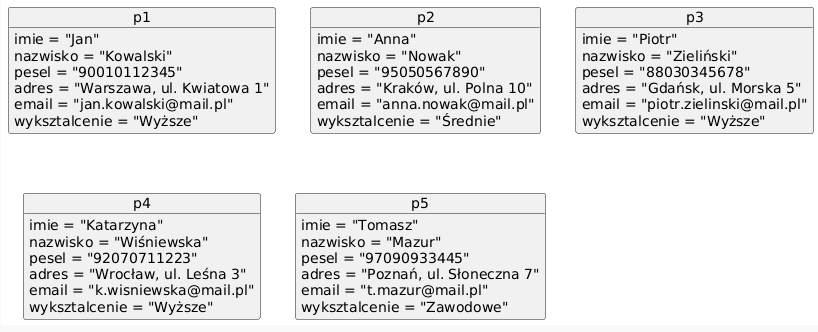 p1
imie = "Jan"
nazwisko = "Kowalski"
pesel = "90010112345"
adres = "Warszawa, ul. Kwiatowa 1"
email = "jan.kowalski@mail.pl"
wyksztalcenie = "Wyższe"
p2
imie = "Anna"
nazwisko = "Nowak"
pesel = "95050567890"
adres = "Kraków, ul. Polna 10"
email = "anna.nowak@mail.pl"
wyksztalcenie = "Średnie"
p3
imie = "Piotr"
nazwisko = "Zieliński"
pesel = "88030345678"
adres = "Gdańsk, ul. Morska 5"
email = "piotr.zielinski@mail.pl"
wyksztalcenie = "Wyższe"
p4
imie = "Katarzyna"
nazwisko = "Wiśniewska"
pesel = "92070711223"
adres = "Wrocław, ul. Leśna 3"
email = "k.wisniewska@mail.pl"
wyksztalcenie = "Wyższe"
p5
imie = "Tomasz"
nazwisko = "Mazur"
pesel = "97090933445"
adres = "Poznań, ul. Słoneczna 7"
email = "t.mazur@mail.pl"
wyksztalcenie = "Zawodowe"